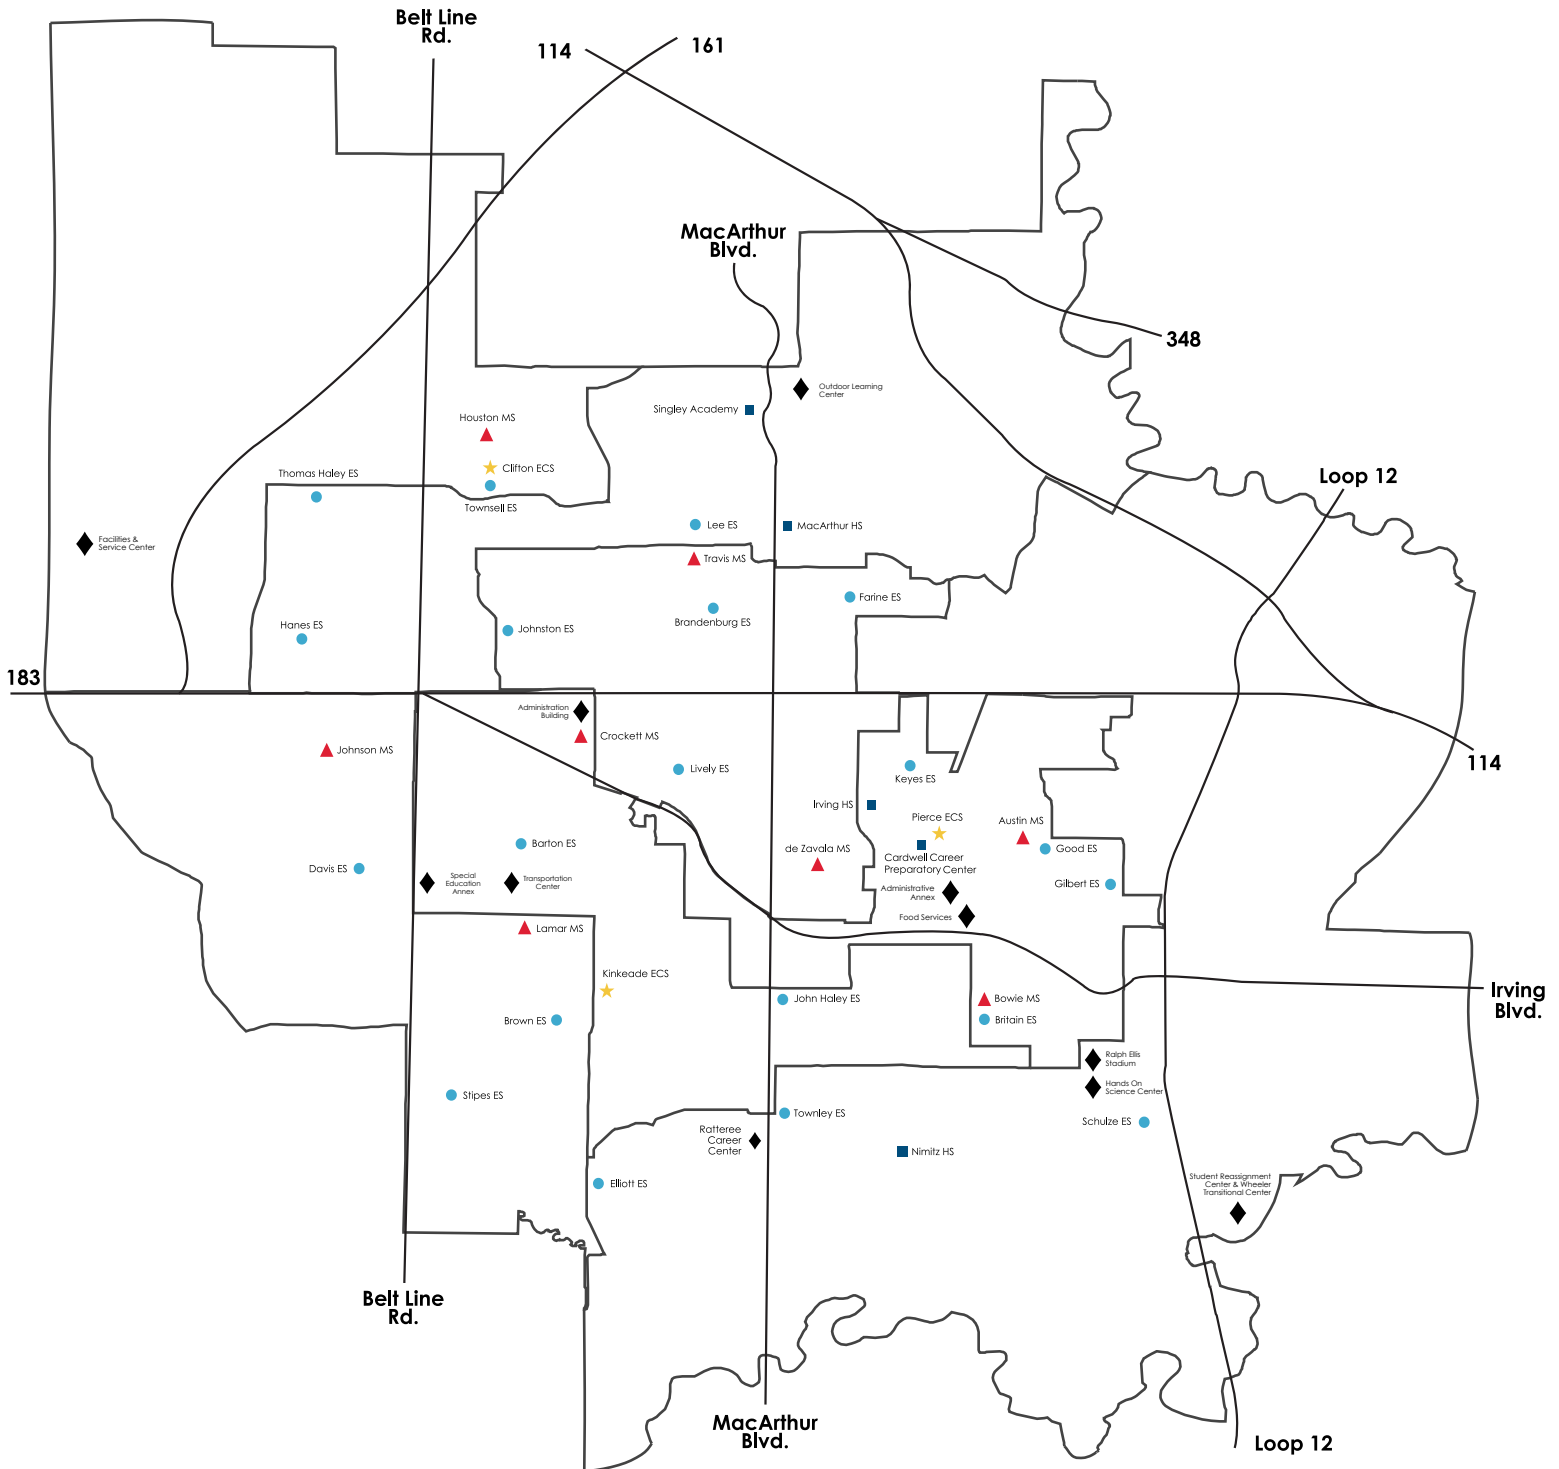 Belt Line
Rd.
114
161
MacArthur
Blvd.
348
Outdoor Learning
Center
Singley Academy
Houston MS
Clifton ECS
Thomas Haley ES
Townsell ES
Loop 12
Facilities &
Service Center
Lee ES
MacArthur HS
Travis MS
Farine ES
Hanes ES
Johnston ES
Brandenburg ES
183
Administration
Building
Crockett MS
Johnson MS
Lively ES
Keyes ES
114
Irving HS
Pierce ECS
Austin MS
Barton ES
de Zavala MS
Good ES
Cardwell Career
Preparatory Center
Davis ES
Special
Education
Annex
Transportation
Center
Gilbert ES
Administrative
Annex
Food Services
Lamar MS
Kinkeade ECS
John Haley ES
Bowie MS
Irving
Blvd.
Brown ES
Britain ES
Ralph Ellis
Stadium
Hands On
Science Center
Stipes ES
Townley ES
Schulze ES
Ratteree
Career
Center
Nimitz HS
Elliott ES
Student Reassignment
Center & Wheeler
Transitional Center
Belt Line
Rd.
MacArthur
Blvd.
Loop 12